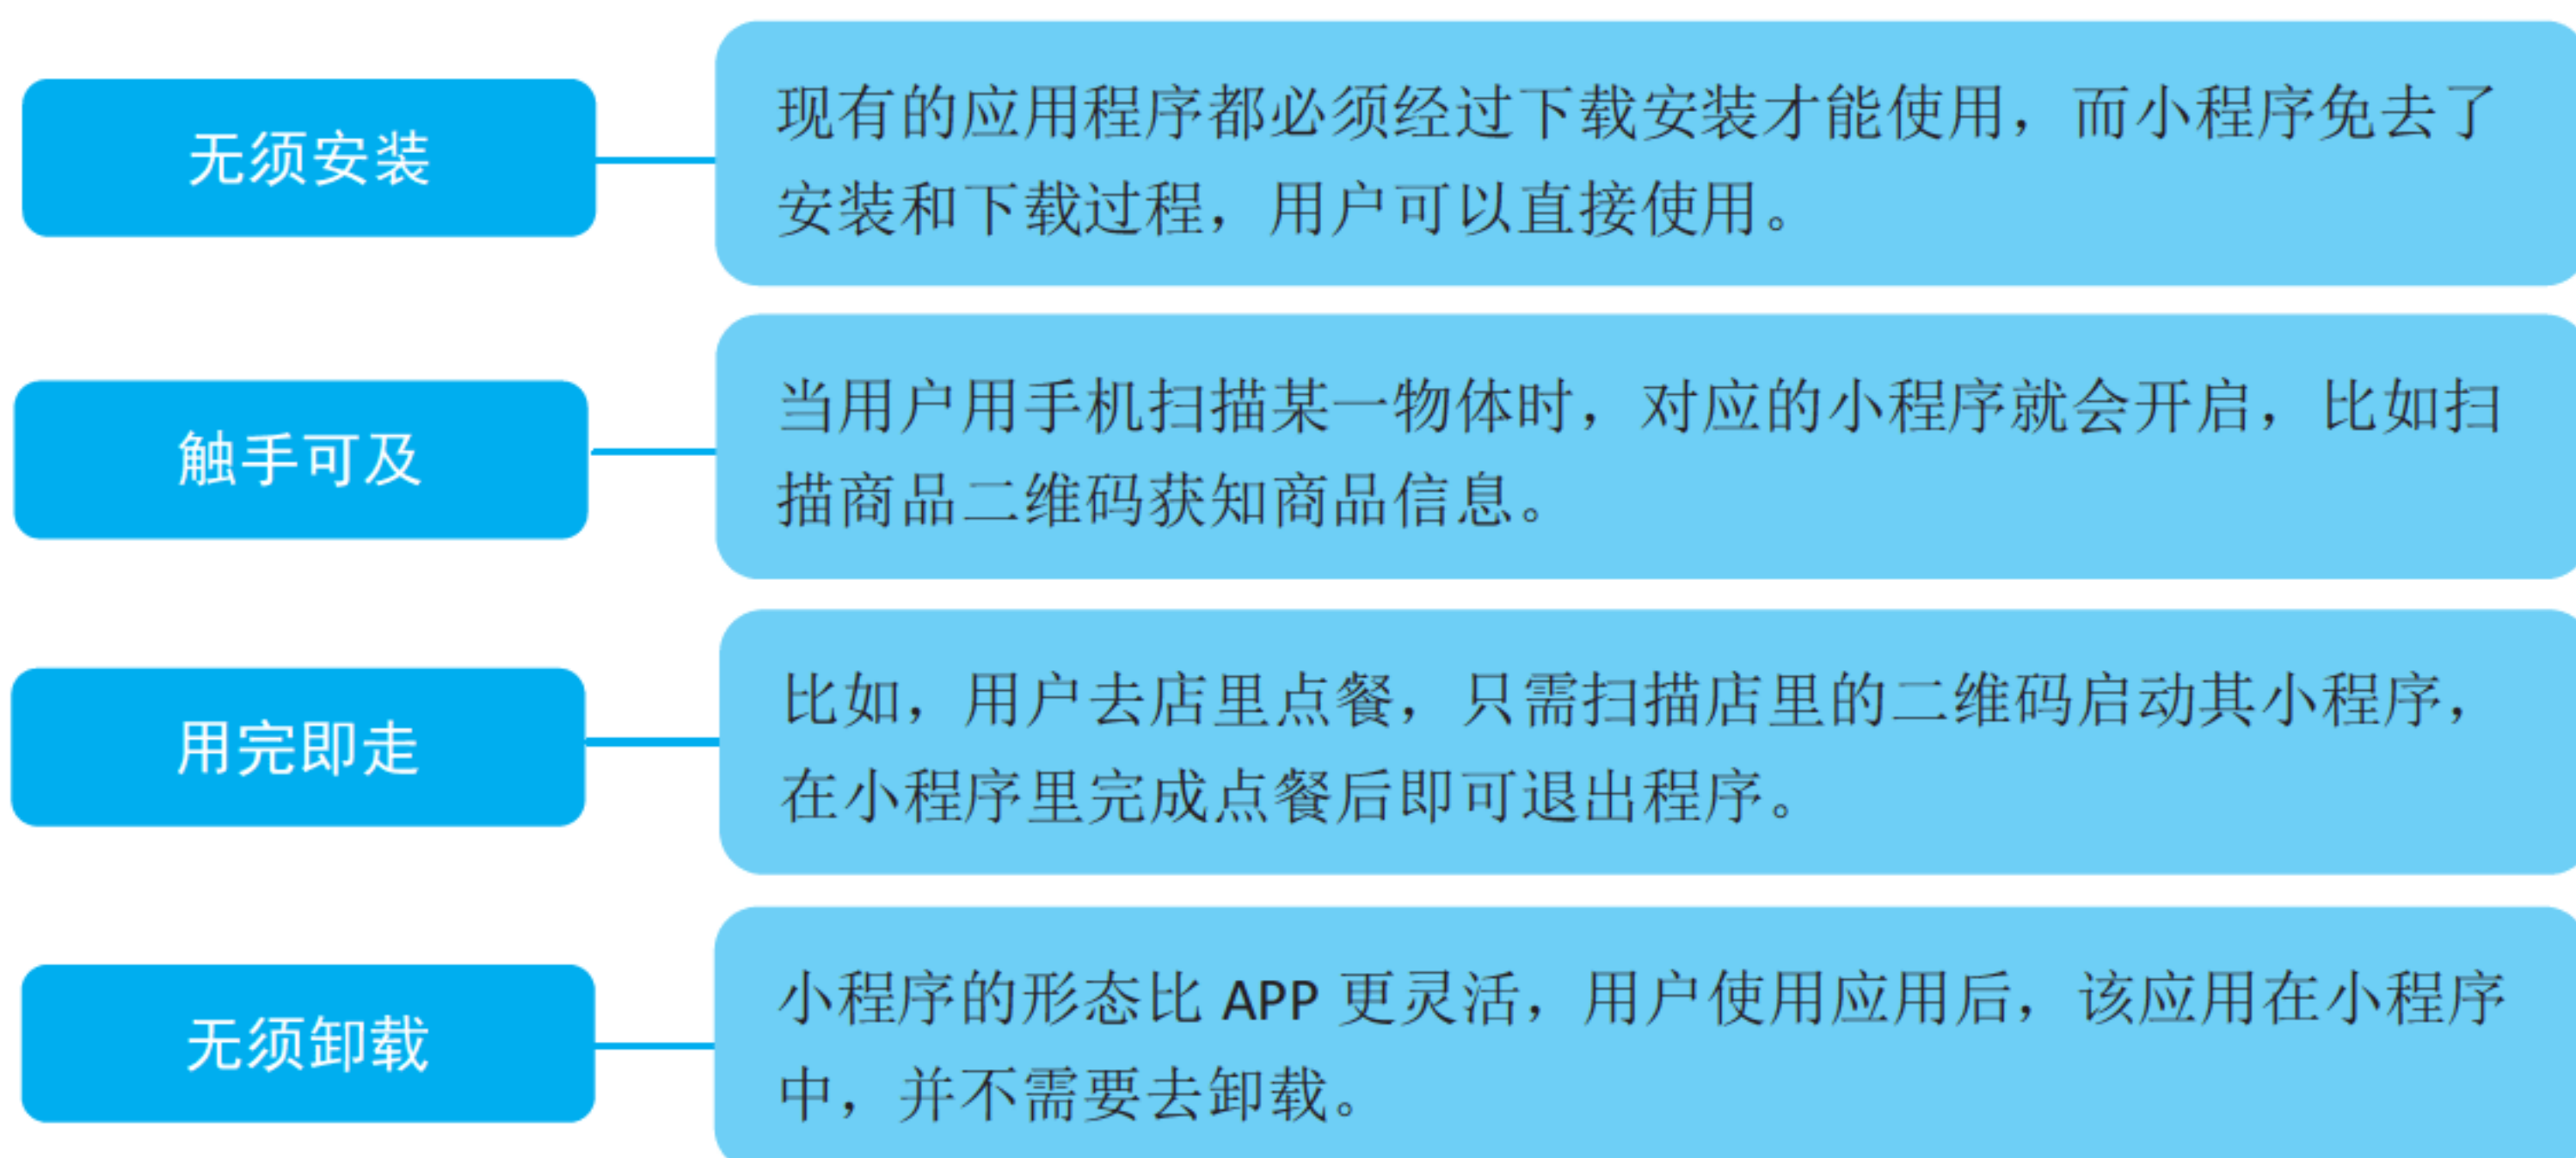 无须安装
现有的应用程序都必须经过下载安装才能使用，而小程序免去了
安装和下载过程，用户可以直接使用。
触手可及
当用户用手机扫描某一物体时，对应的小程序就会开启，比如扫
描商品二维码获知商品信息。
用完即走
比如，用户去店里点餐，只需扫描店里的二维码启动其小程序，
在小程序里完成点餐后即可退出程序。
无须卸载
小程序的形态比 APP 更灵活，用户使用应用后，该应用在小程序
中，并不需要去卸载。